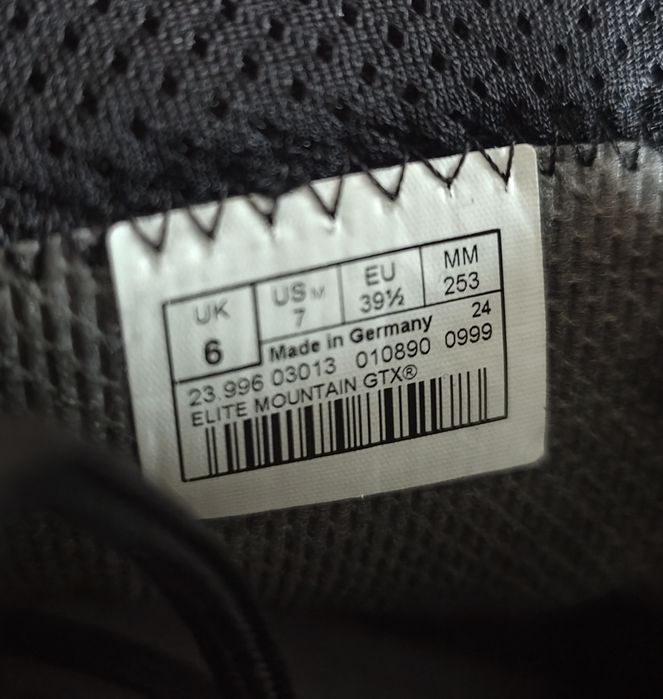 UK US M EU MM
6 7 39½ 253
Made in Germany 24
23.996 03013 010890 0999
ELITE MOUNTAIN GTX®